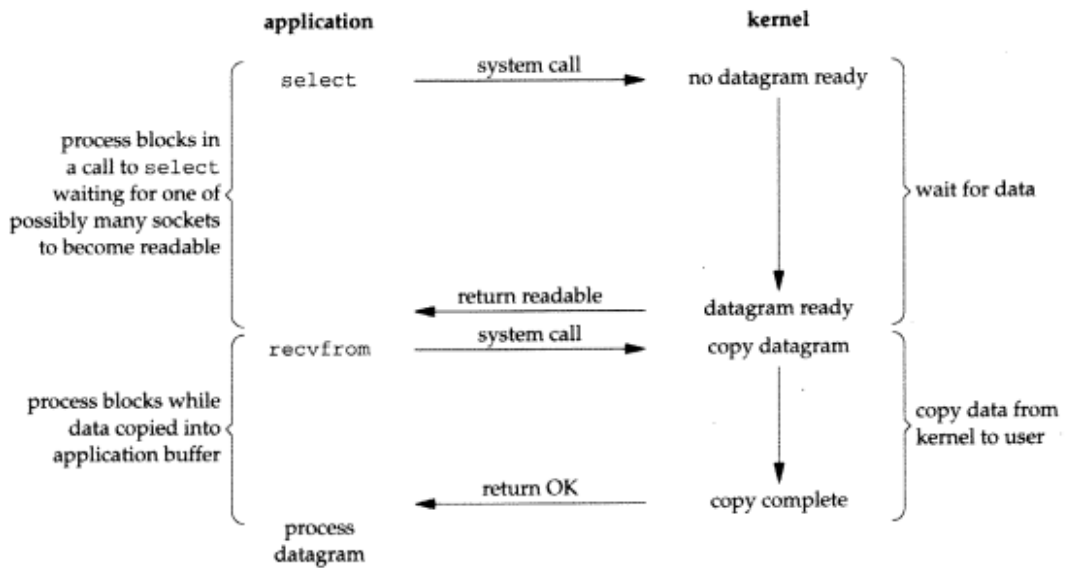 application
kernel
select
system call
no datagram ready
process blocks in
a call to select
waiting for one of
possibly many sockets
to become readable
wait for data
return readable
datagram ready
recvfrom
system call
copy datagram
process blocks while
data copied into
application buffer
copy data from
kernel to user
return OK
copy complete
process
datagram